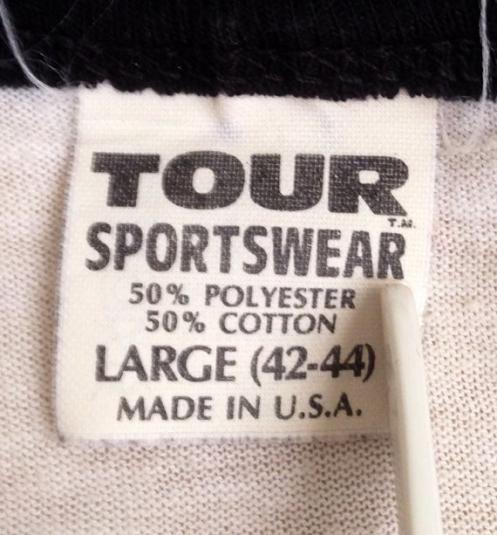 TOUR
T.M.
SPORTSWEAR
50% POLYESTER
50% COTTON
LARGE (42-44)
MADE IN U.S.A.